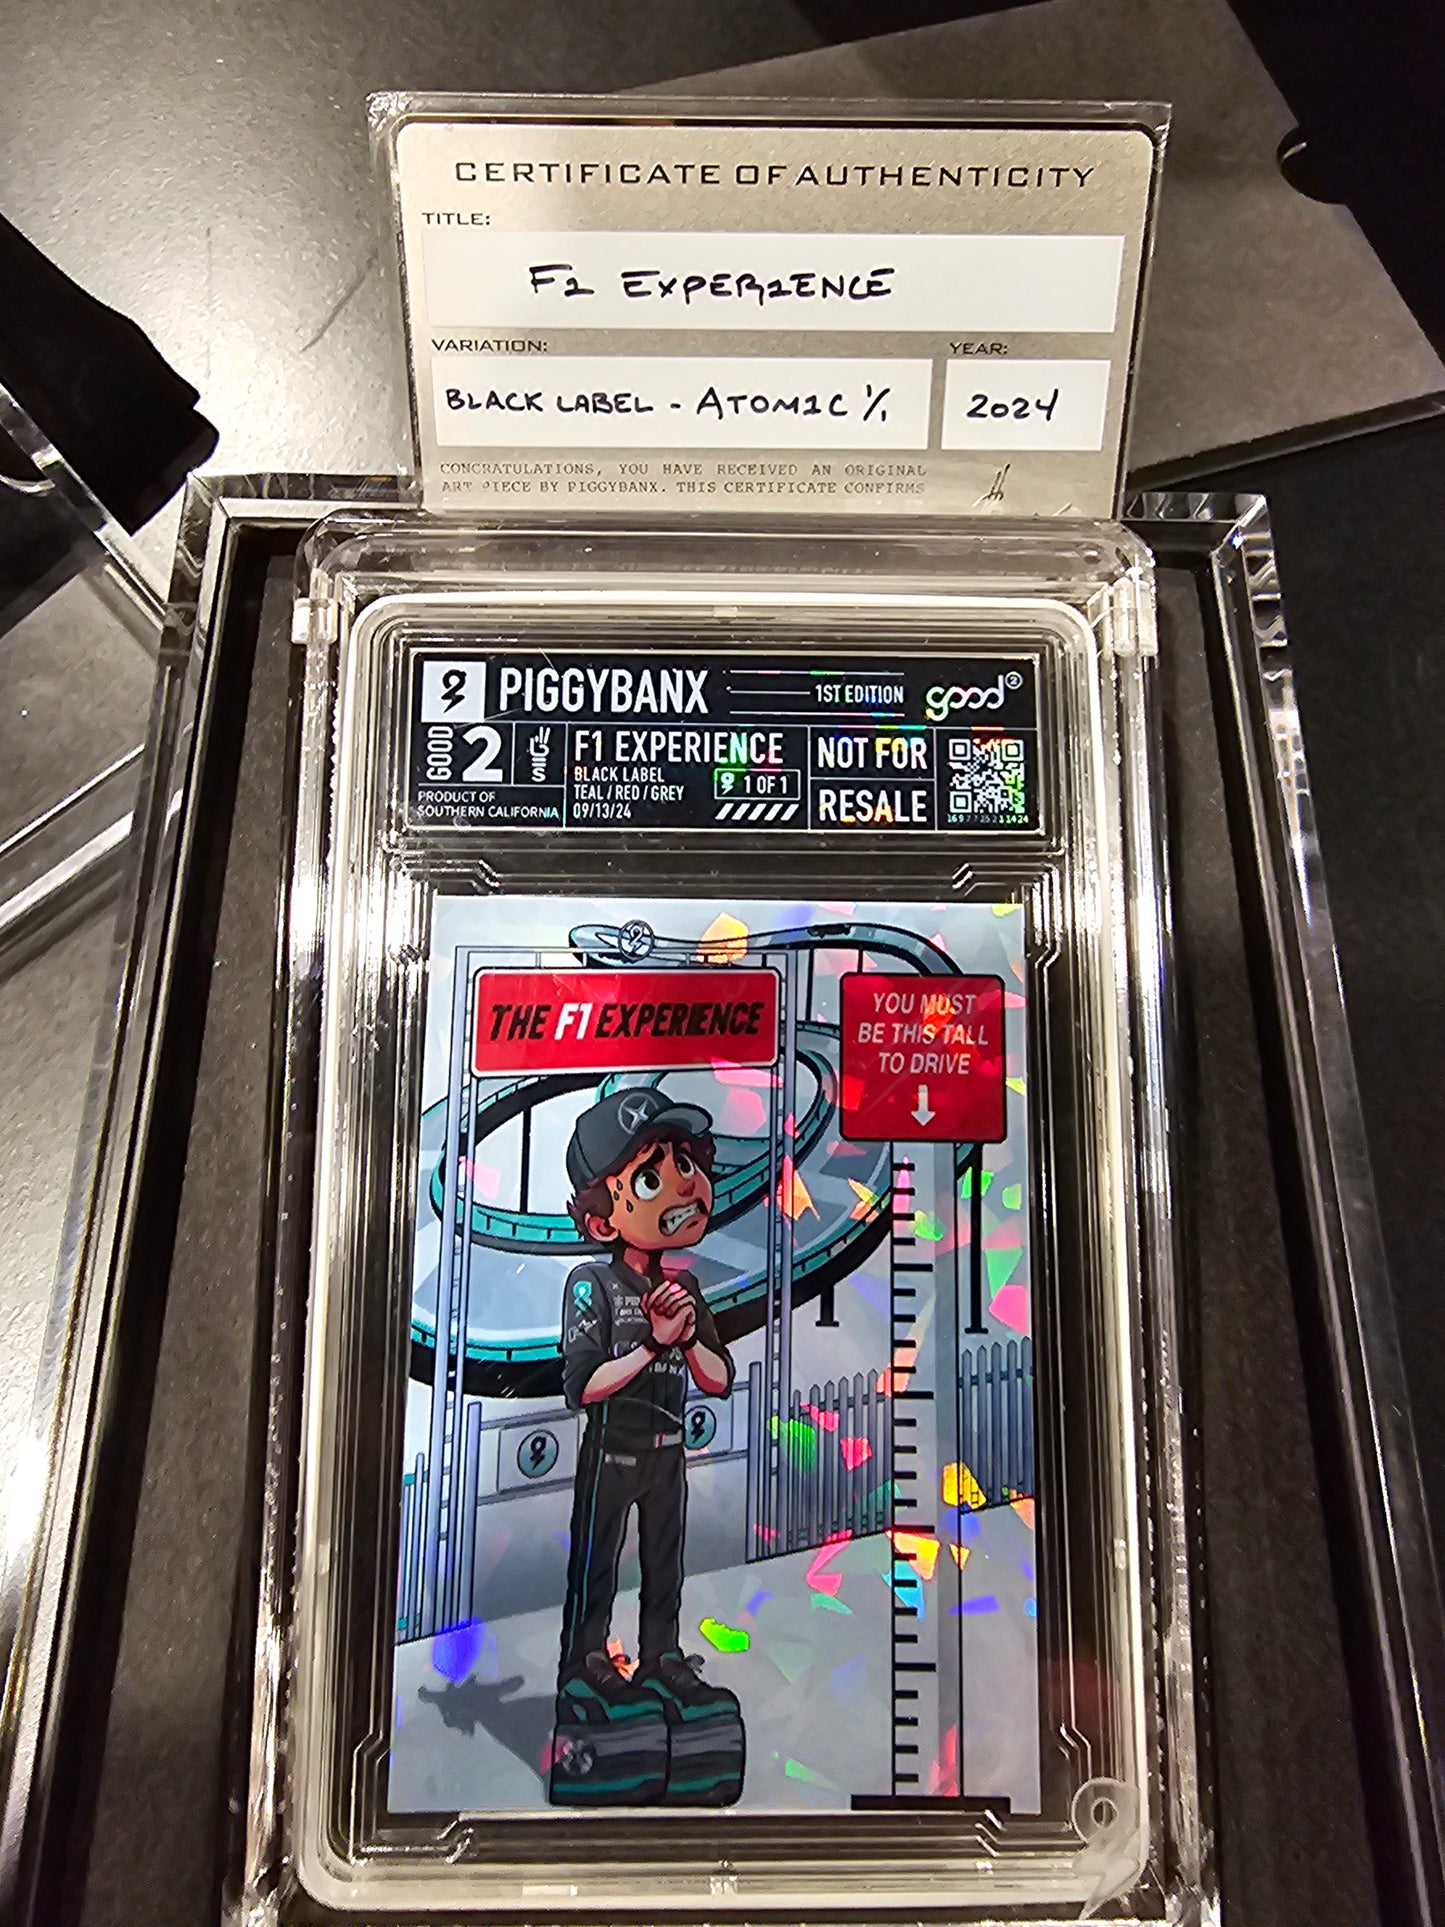 CERTIFICATE OF AUTHENTICITY
TITLE:
F1 EXPERIENCE
VARIATION:
YEAR:
BLACK LABEL - ATOMIC 1/1
2024
CONGRATULATIONS, YOU HAVE RECEIVED AN ORIGINAL
ART PIECE BY PIGGYBANX. THIS CERTIFICATE CONFIRMS
PIGGYBANX
1ST EDITION
good②
GOOD
2
F1 EXPERIENCE
BLACK LABEL
TEAL / RED / GREY
09/13/24
1 OF 1
NOT FOR
RESALE
PRODUCT OF
SOUTHERN CALIFORNIA
THE F1 EXPERIENCE
YOU MUST
BE THIS TALL
TO DRIVE